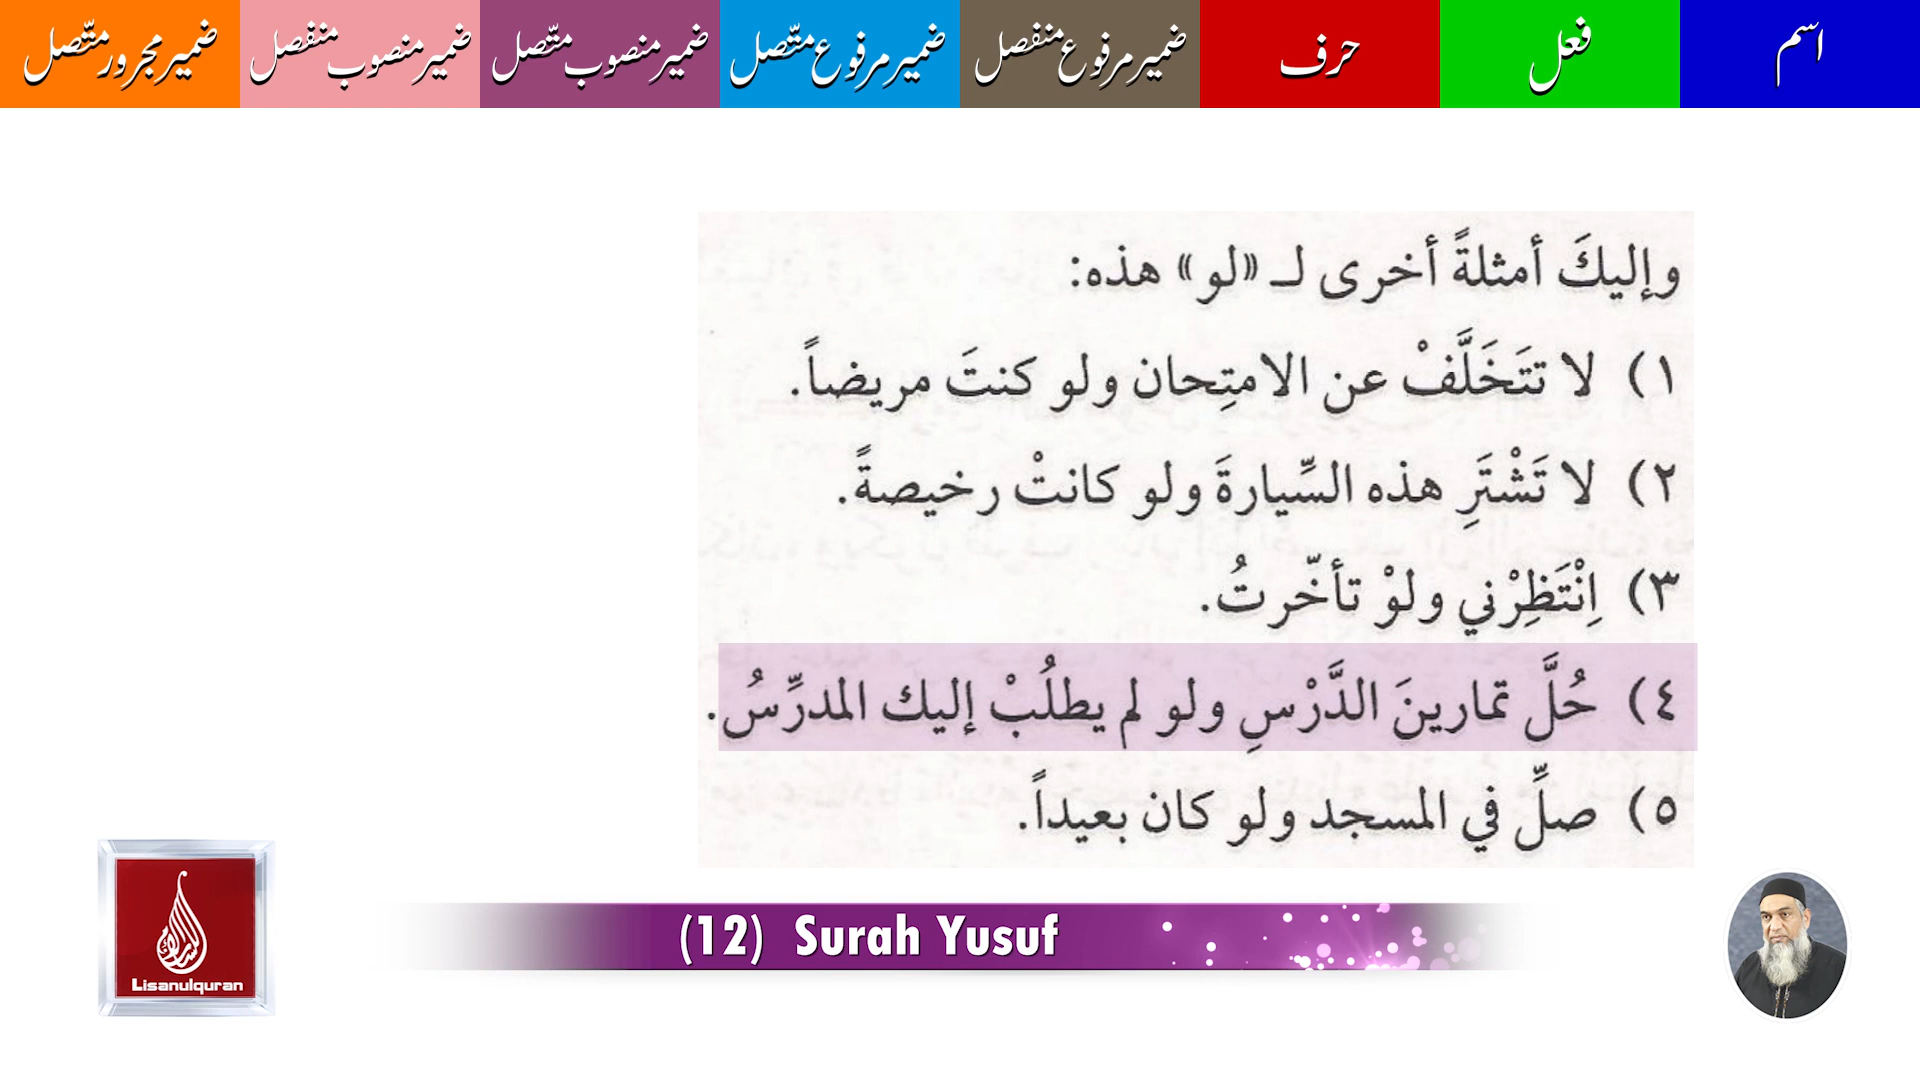 اسم
فعل
حرف
ضمیر مرفوع منفصل
ضمیر مرفوع متّصل
ضمیر منصوب متّصل
ضمیر منصوب منفصل
ضمیر مجرور متّصل
وإليكَ أمثلةً أخرى لـ «لو» هذه:
١) لا تتَخَلَّفْ عن الامتِحان ولو كنتَ مريضاً.
٢) لا تَشْتَرِ هذه السِّيارةَ ولو كانتْ رخيصةً.
٣) اِنْتَظِرْني ولوْ تأخّرتُ.
٤) حُلَّ تمارينَ الدَّرْسِ ولو لم يطلُبْ إليك المدرِّسُ.
٥) صلِّ في المسجد ولو كان بعيداً.
(12) Surah Yusuf
Lisanulquran